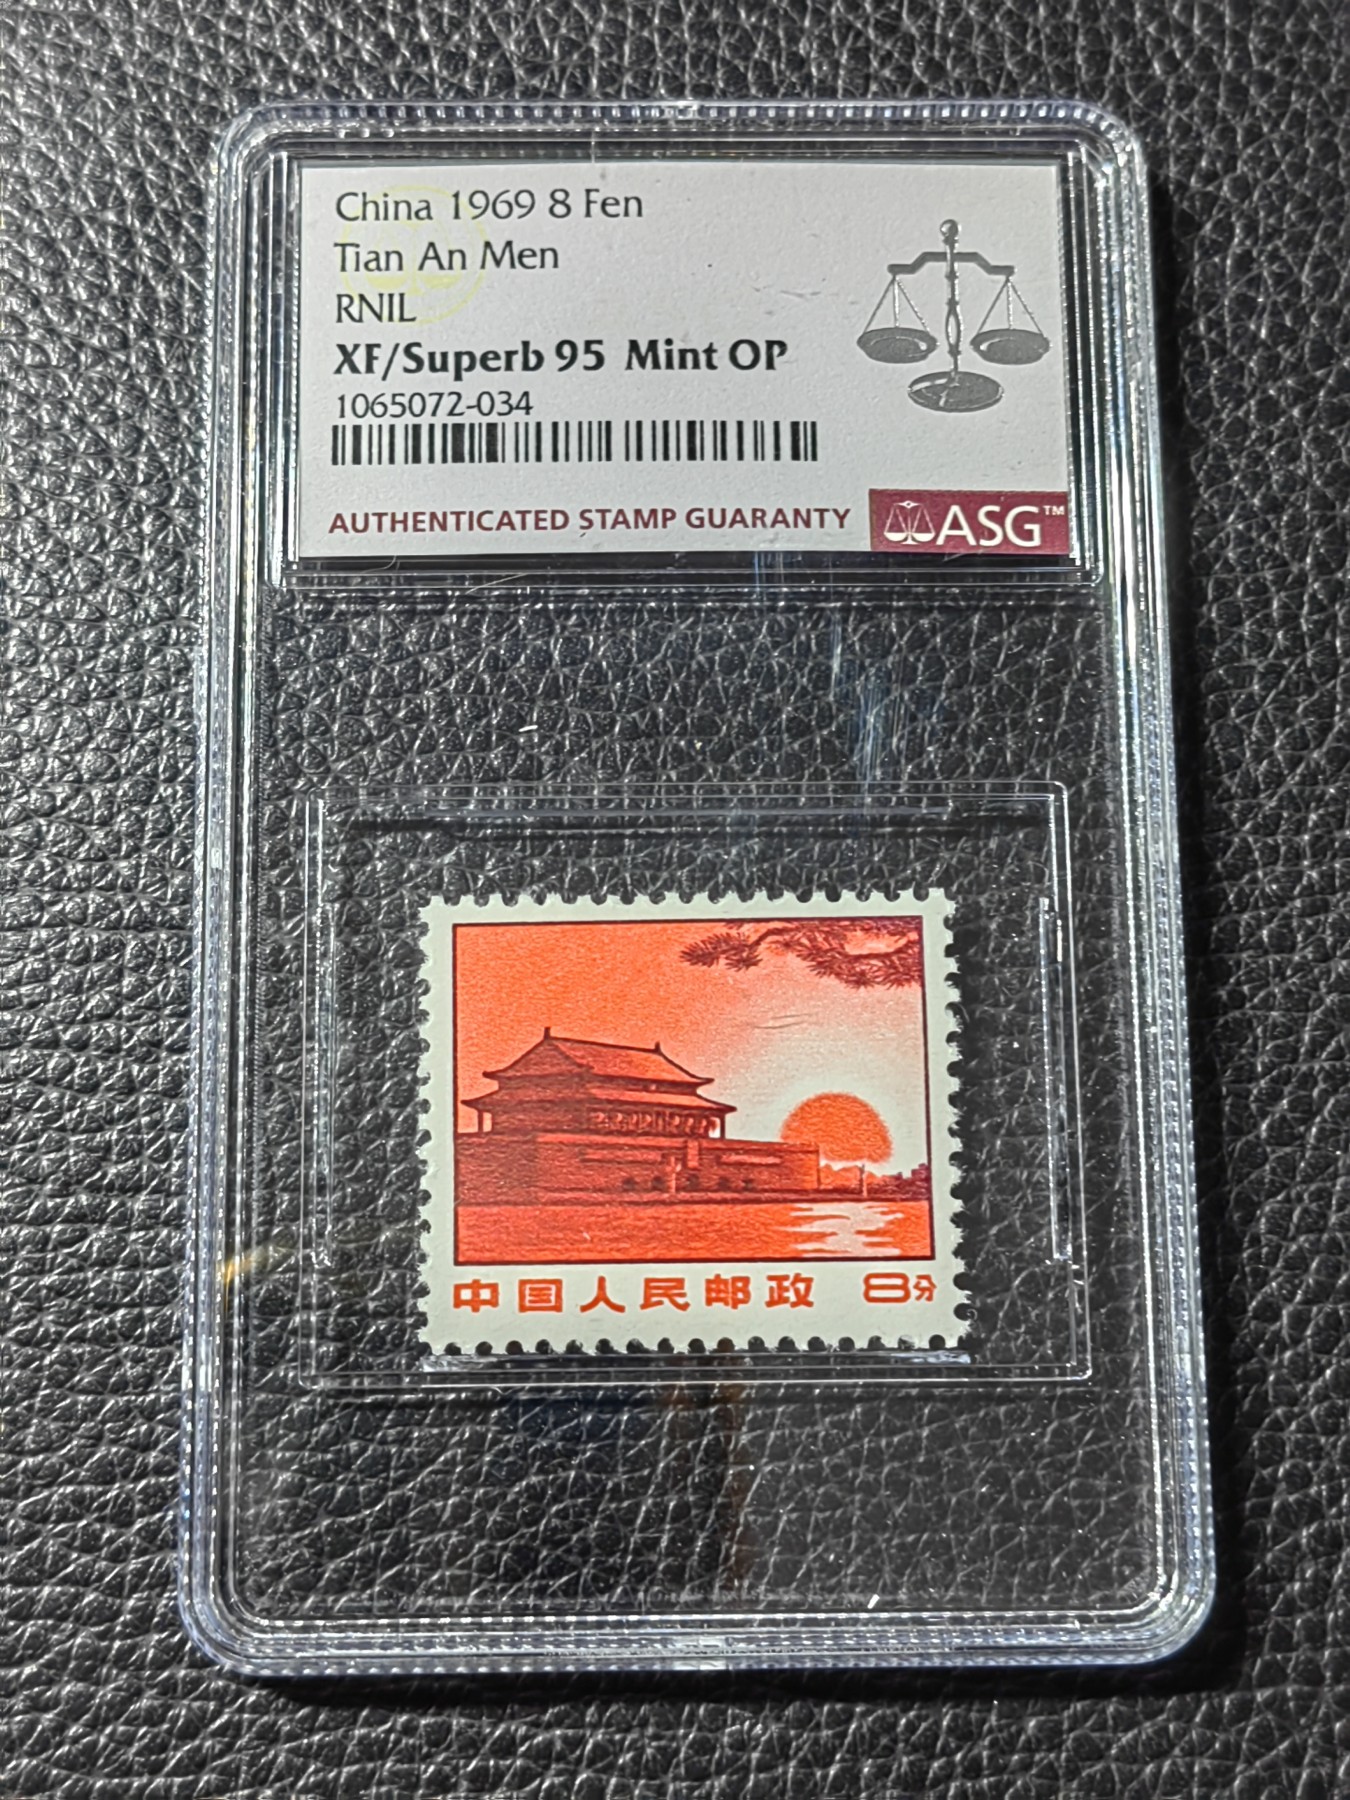 China 1969 8 Fen
Tian An Men
RNIL
XF/Superb 95 Mint OP
1065072-034
AUTHENTICATED STAMP GUARANTY
ASG™
中国人民邮政 8分